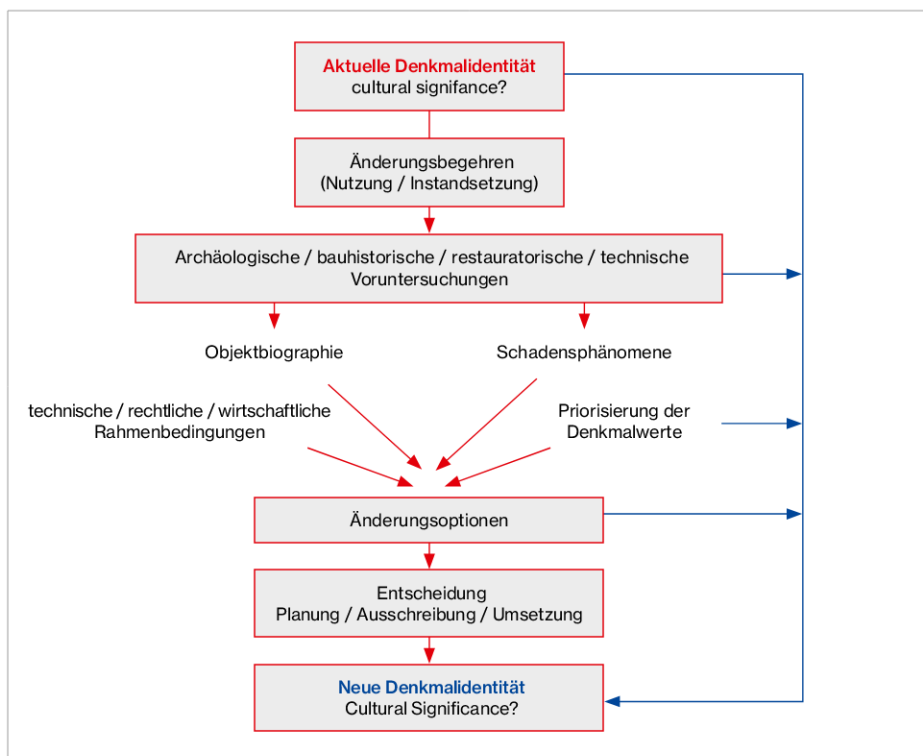 Aktuelle Denkmalidentität
cultural signifance?
Änderungsbegehren
(Nutzung / Instandsetzung)
Archäologische / bauhistorische / restauratorische / technische
Voruntersuchungen
Objektbiographie
Schadensphänomene
technische / rechtliche / wirtschaftliche
Rahmenbedingungen
Priorisierung der
Denkmalwerte
Änderungsoptionen
Entscheidung
Planung / Ausschreibung / Umsetzung
Neue Denkmalidentität
Cultural Significance?